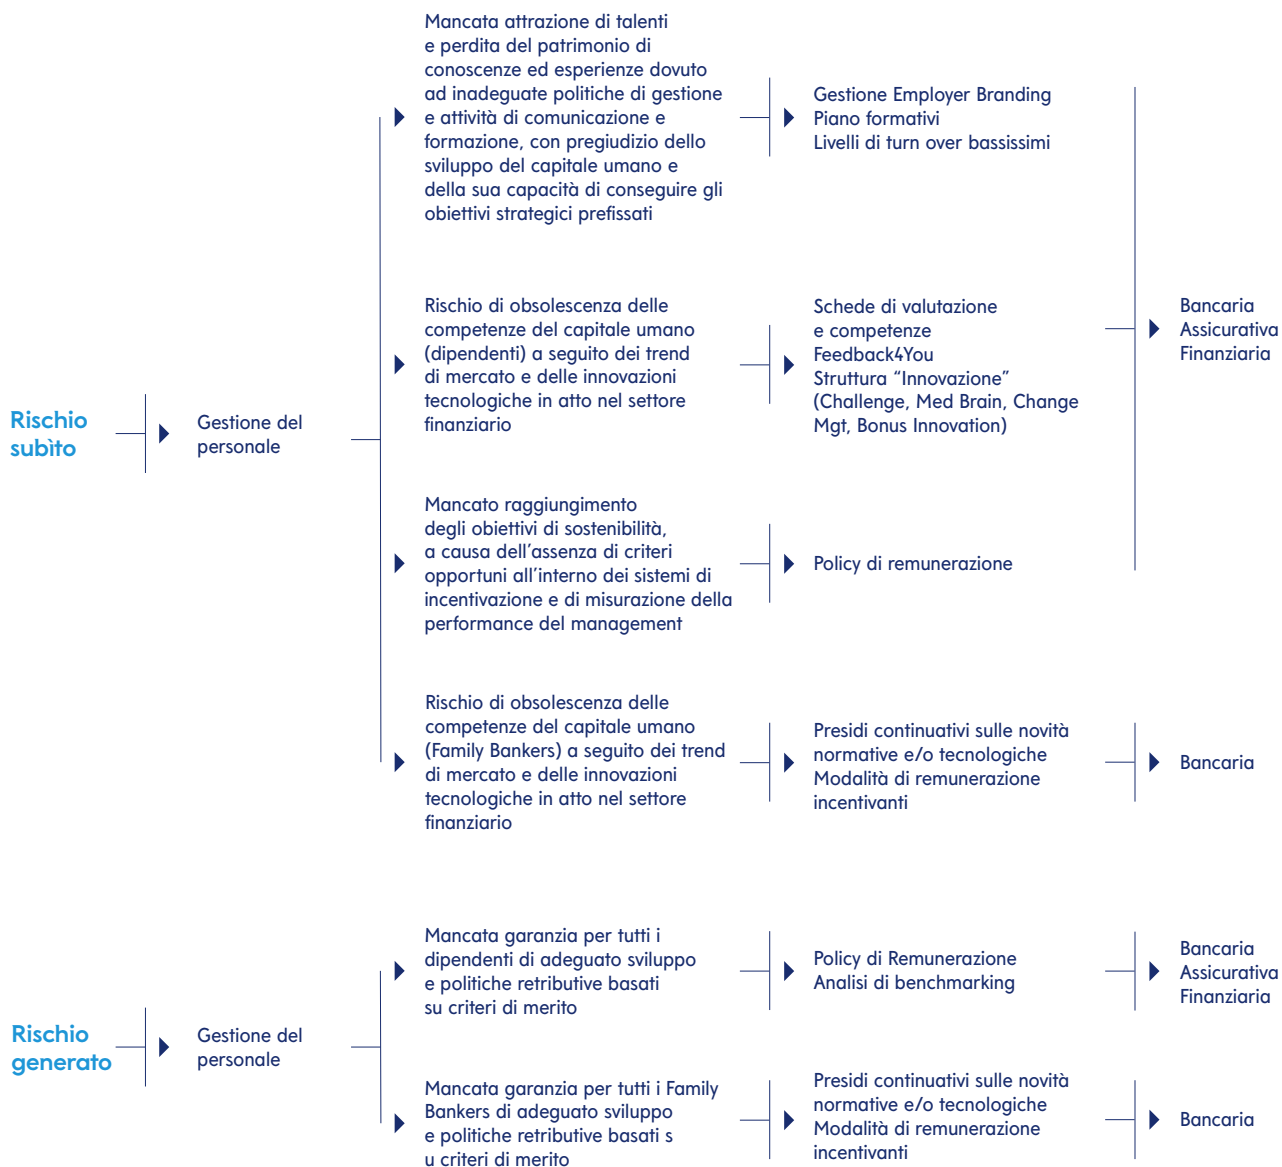 Rischio
subìto
Gestione del
personale
Mancata attrazione di talenti
e perdita del patrimonio di
conoscenze ed esperienze dovuto
ad inadeguate politiche di gestione
e attività di comunicazione e
formazione, con pregiudizio dello
sviluppo del capitale umano e
della sua capacità di conseguire gli
obiettivi strategici prefissati
Gestione Employer Branding
Piano formativi
Livelli di turn over bassissimi
Rischio di obsolescenza delle
competenze del capitale umano
(dipendenti) a seguito dei trend
di mercato e delle innovazioni
tecnologiche in atto nel settore
finanziario
Schede di valutazione
e competenze
Feedback4You
Struttura “Innovazione”
(Challenge, Med Brain, Change
Mgt, Bonus Innovation)
Mancato raggiungimento
degli obiettivi di sostenibilità,
a causa dell’assenza di criteri
opportuni all’interno dei sistemi di
incentivazione e di misurazione della
performance del management
Policy di remunerazione
Bancaria
Assicurativa
Finanziaria
Rischio di obsolescenza delle
competenze del capitale umano
(Family Bankers) a seguito dei trend
di mercato e delle innovazioni
tecnologiche in atto nel settore
finanziario
Presidi continuativi sulle novità
normative e/o tecnologiche
Modalità di remunerazione
incentivanti
Bancaria
Rischio
generato
Gestione del
personale
Mancata garanzia per tutti i
dipendenti di adeguato sviluppo
e politiche retributive basati
su criteri di merito
Policy di Remunerazione
Analisi di benchmarking
Bancaria
Assicurativa
Finanziaria
Mancata garanzia per tutti i Family
Bankers di adeguato sviluppo
e politiche retributive basati s
u criteri di merito
Presidi continuativi sulle novità
normative e/o tecnologiche
Modalità di remunerazione
incentivanti
Bancaria